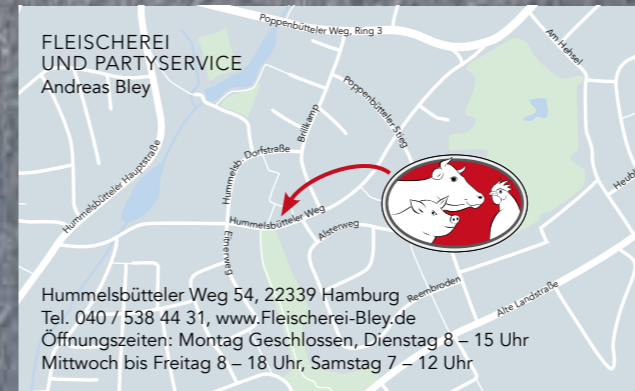 FLEISCHEREI
UND PARTYSERVICE
Andreas Bley
Poppenbütteler Weg, Ring 3
Am Hehsel
Poppenbütteler Stieg
Brillkamp
Hummelsb. Dorfstraße
Hummelsbütteler Hauptstraße
Hummelsbütteler Weg
Alsterweg
Reembroden
Alte Landstraße
Hummelsbütteler Weg 54, 22339 Hamburg
Tel. 040 / 538 44 31, www.Fleischerei-Bley.de
Öffnungszeiten: Montag Geschlossen, Dienstag 8 – 15 Uhr
Mittwoch bis Freitag 8 – 18 Uhr, Samstag 7 – 12 Uhr